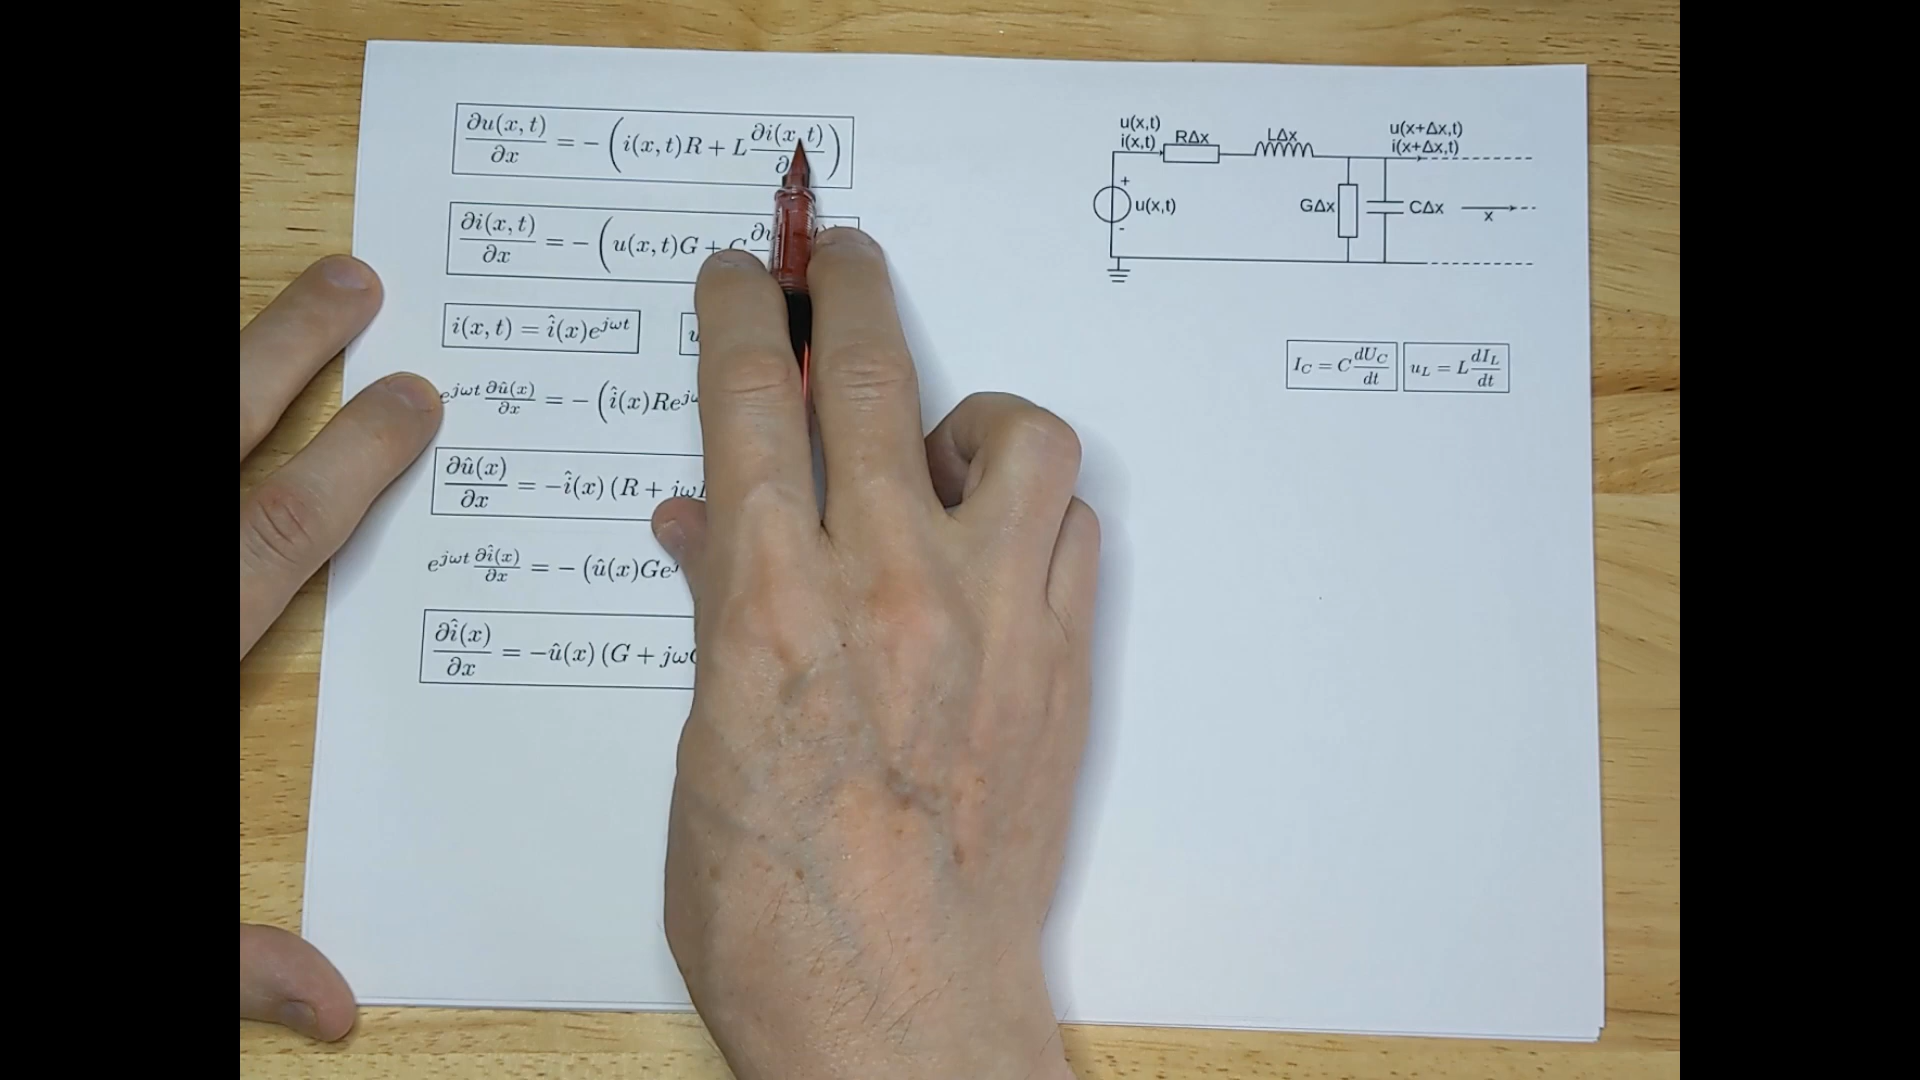 ∂u(x,t)/∂x = −(i(x,t)R + L ∂i(x,t)/∂
∂i(x,t)/∂x = −(u(x,t)G + C ∂u
i(x,t) = î(x)e^{jωt}
e^{jωt} ∂û(x)/∂x = −(î(x)Re^{jω
∂û(x)/∂x = −î(x)(R + jω
e^{jωt} ∂î(x)/∂x = −(û(x)Ge^{j
∂î(x)/∂x = −û(x)(G + jω
u(x,t)
i(x,t)
RΔx
LΔx
u(x+Δx,t)
i(x+Δx,t)
+
u(x,t)
-
GΔx
CΔx
x
I_C = C dU_C/dt
u_L = L dI_L/dt